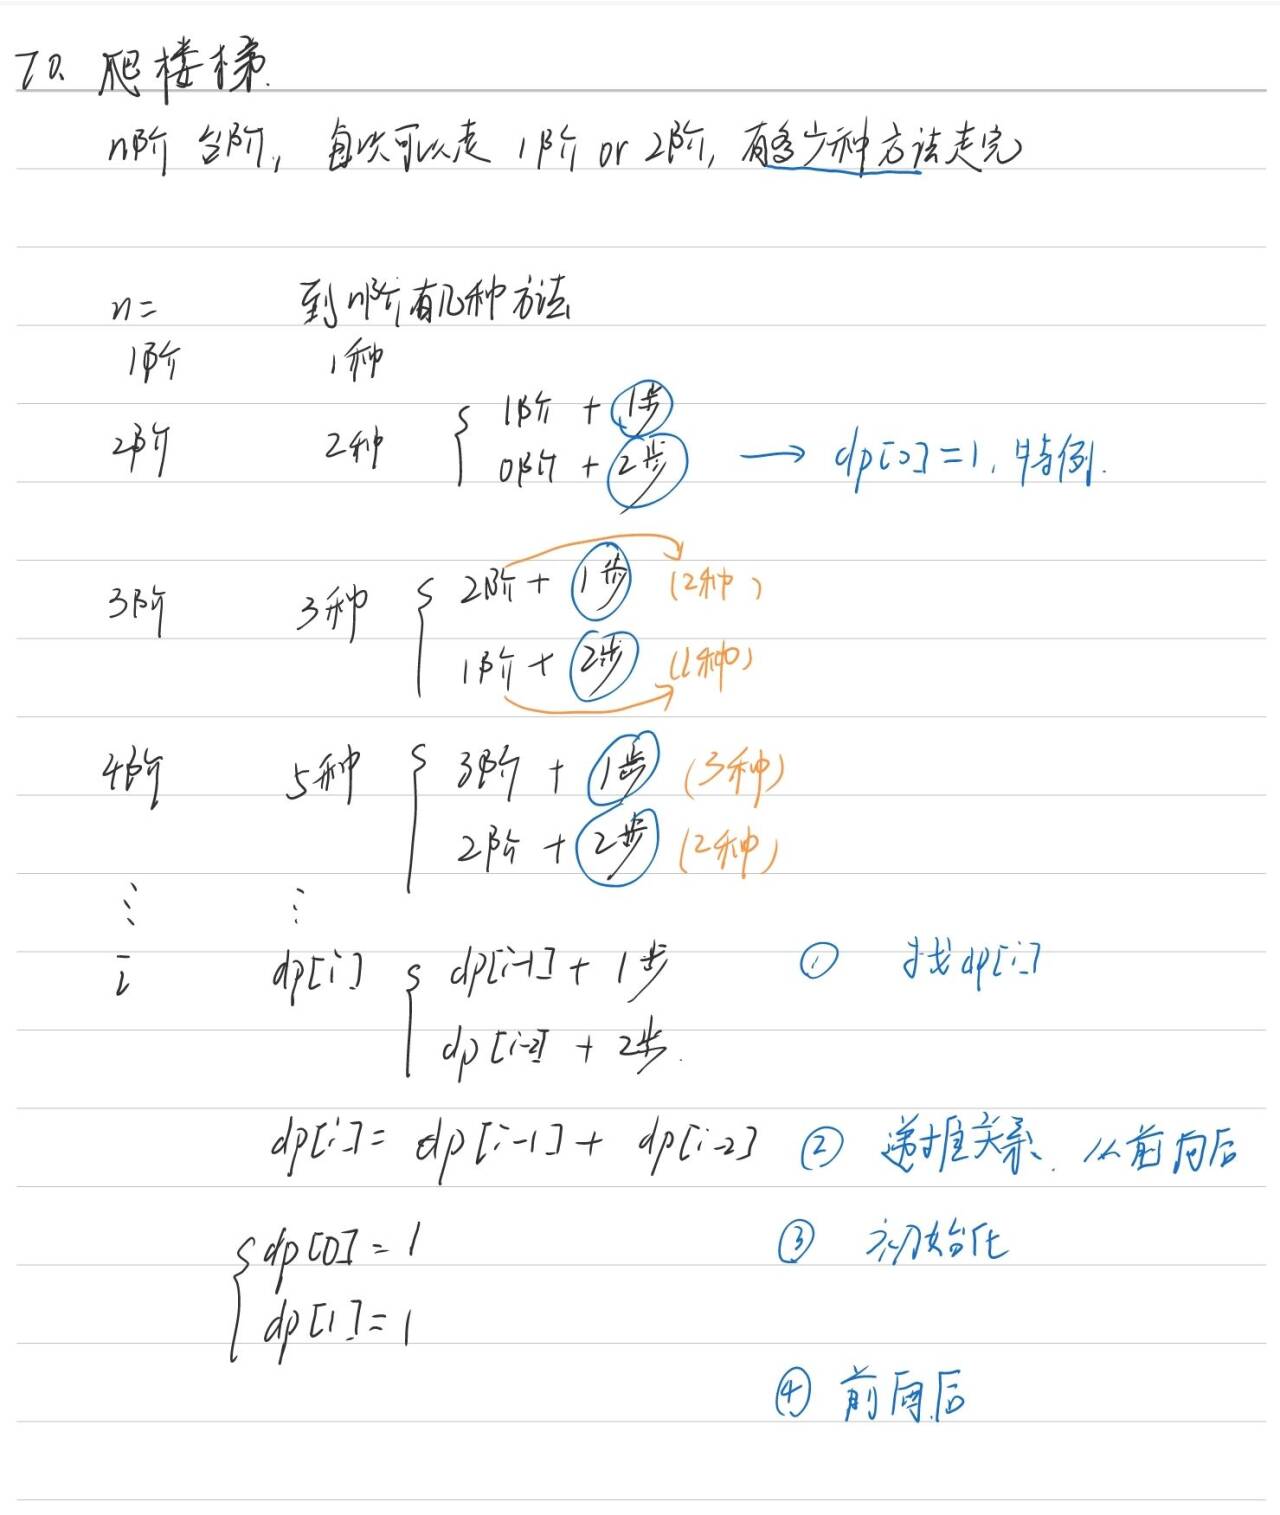 70. 爬楼梯.
n阶 台阶, 每次可以走 1阶 or 2阶, 有多少种方法走完
n= 到n阶有几种方法
1阶 1种
2阶 2种 { 1阶 + 1步
0阶 + 2步 → dp[0]=1, 特例.
3阶 3种 { 2阶 + 1步 (2种)
1阶 + 2步 (1种)
4阶 5种 { 3阶 + 1步 (3种)
2阶 + 2步 (2种)
⋮ ⋮
i dp[i] { dp[i-1] + 1步 ① 找dp[i]
dp[i-2] + 2步.
dp[i] = dp[i-1] + dp[i-2] ② 递推关系. 从前向后
{ dp[0] = 1 ③ 初始化
dp[1] = 1
④ 前向后